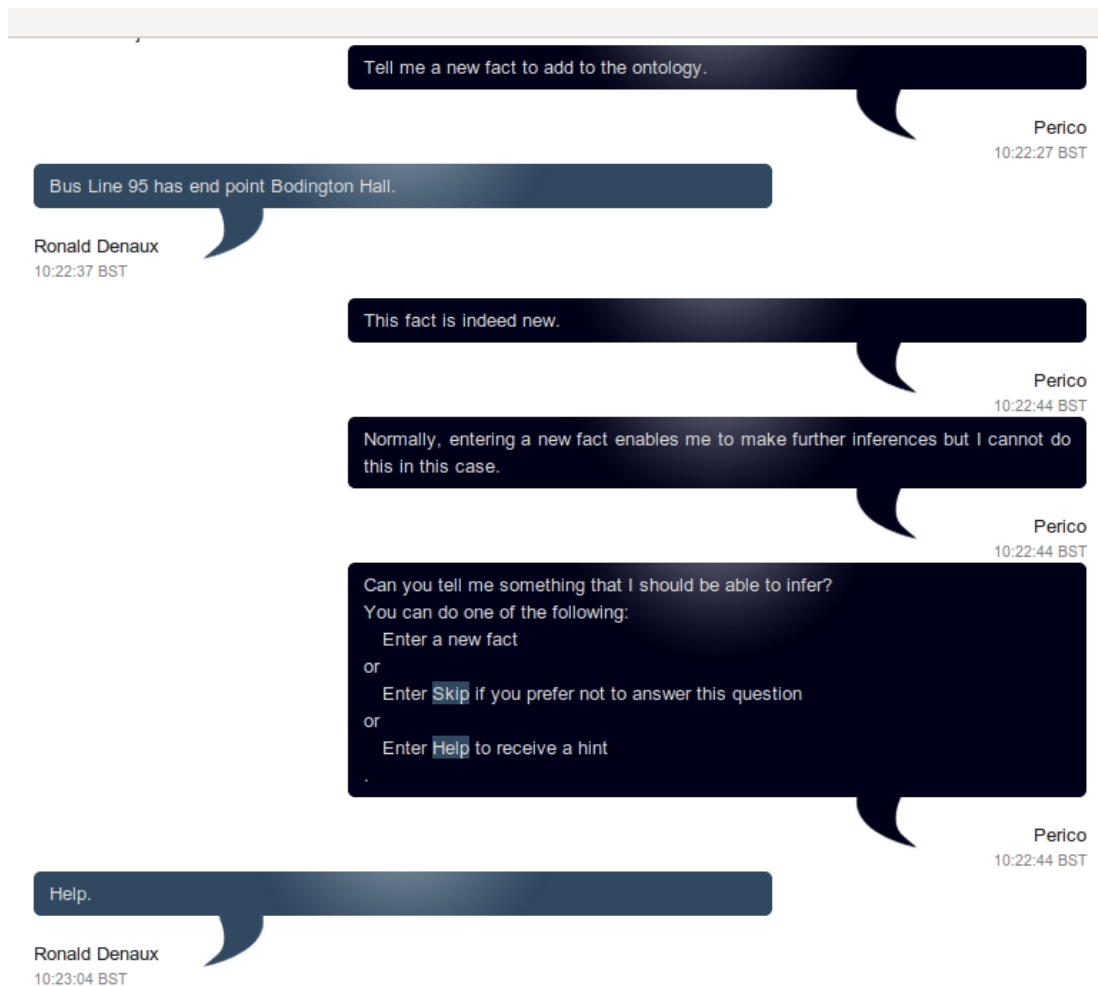 Tell me a new fact to add to the ontology.
Perico
10:22:27 BST
Bus Line 95 has end point Bodington Hall.
Ronald Denaux
10:22:37 BST
This fact is indeed new.
Perico
10:22:44 BST
Normally, entering a new fact enables me to make further inferences but I cannot do
this in this case.
Perico
10:22:44 BST
Can you tell me something that I should be able to infer?
You can do one of the following:
Enter a new fact
or
Enter Skip if you prefer not to answer this question
or
Enter Help to receive a hint
.
Perico
10:22:44 BST
Help.
Ronald Denaux
10:23:04 BST